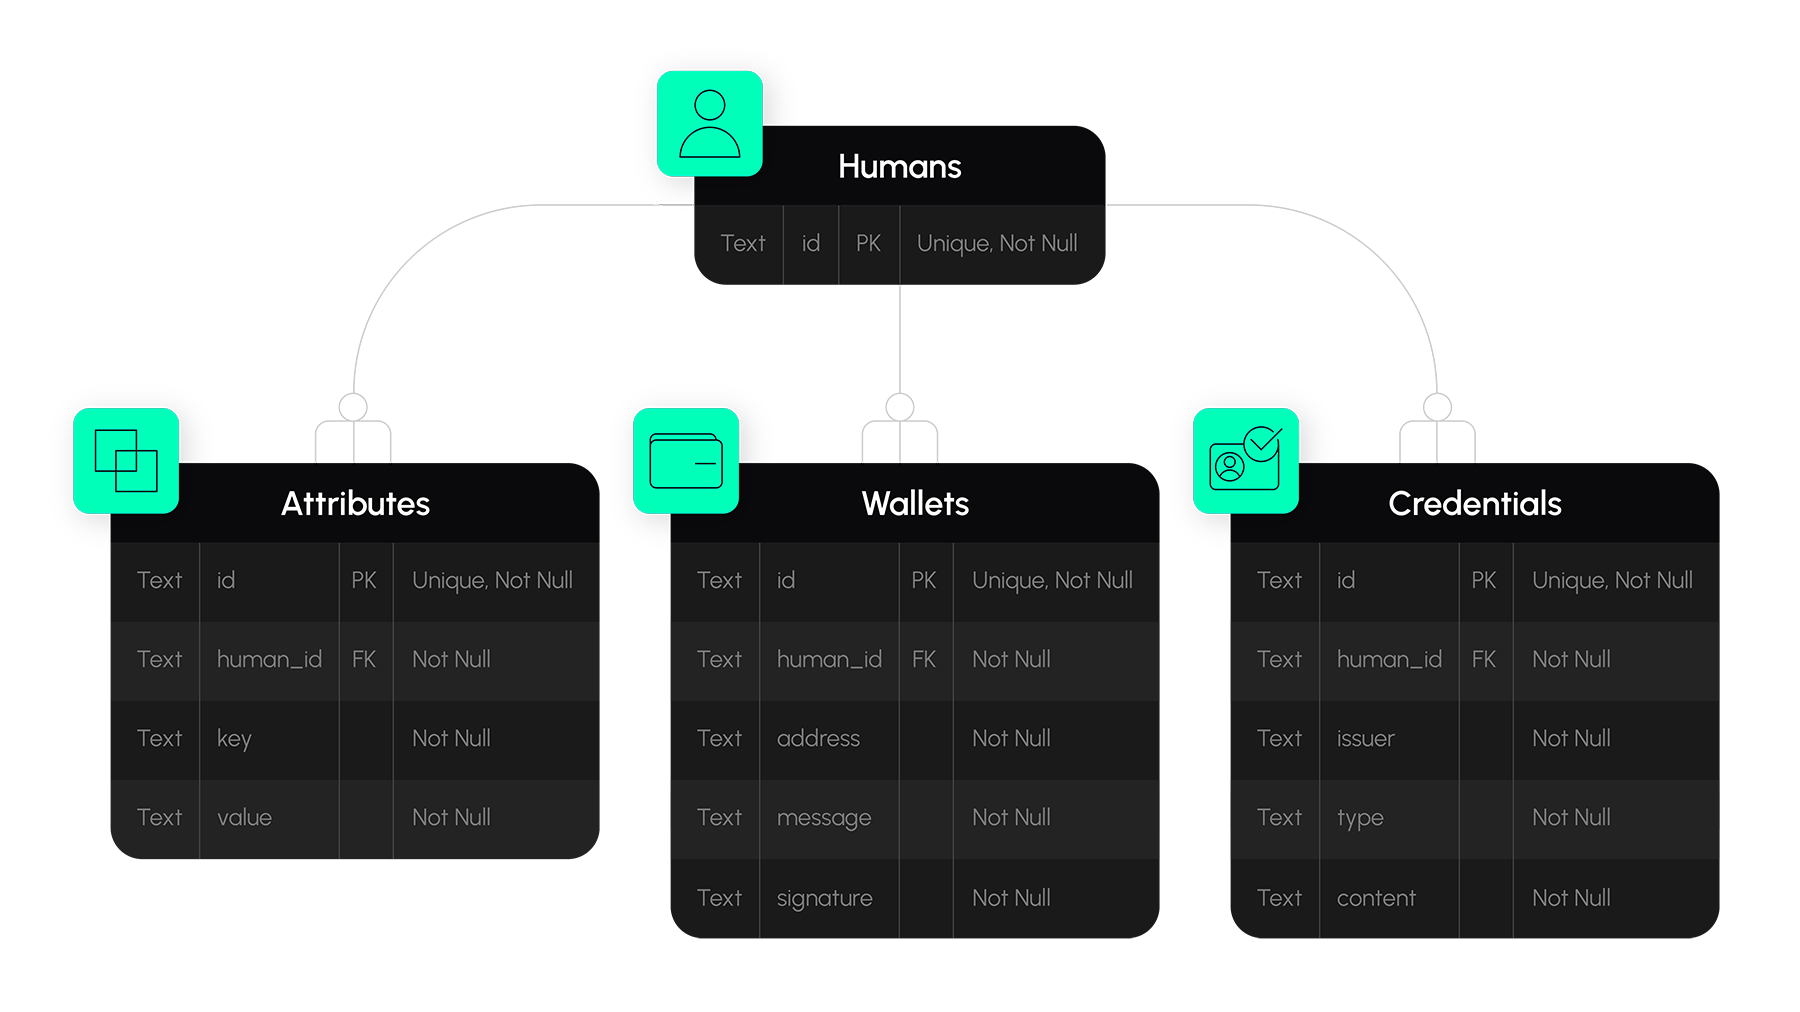 Humans
Text id PK Unique, Not Null
Attributes
Text id PK Unique, Not Null
Text human_id FK Not Null
Text key Not Null
Text value Not Null
Wallets
Text id PK Unique, Not Null
Text human_id FK Not Null
Text address Not Null
Text message Not Null
Text signature Not Null
Credentials
Text id PK Unique, Not Null
Text human_id FK Not Null
Text issuer Not Null
Text type Not Null
Text content Not Null